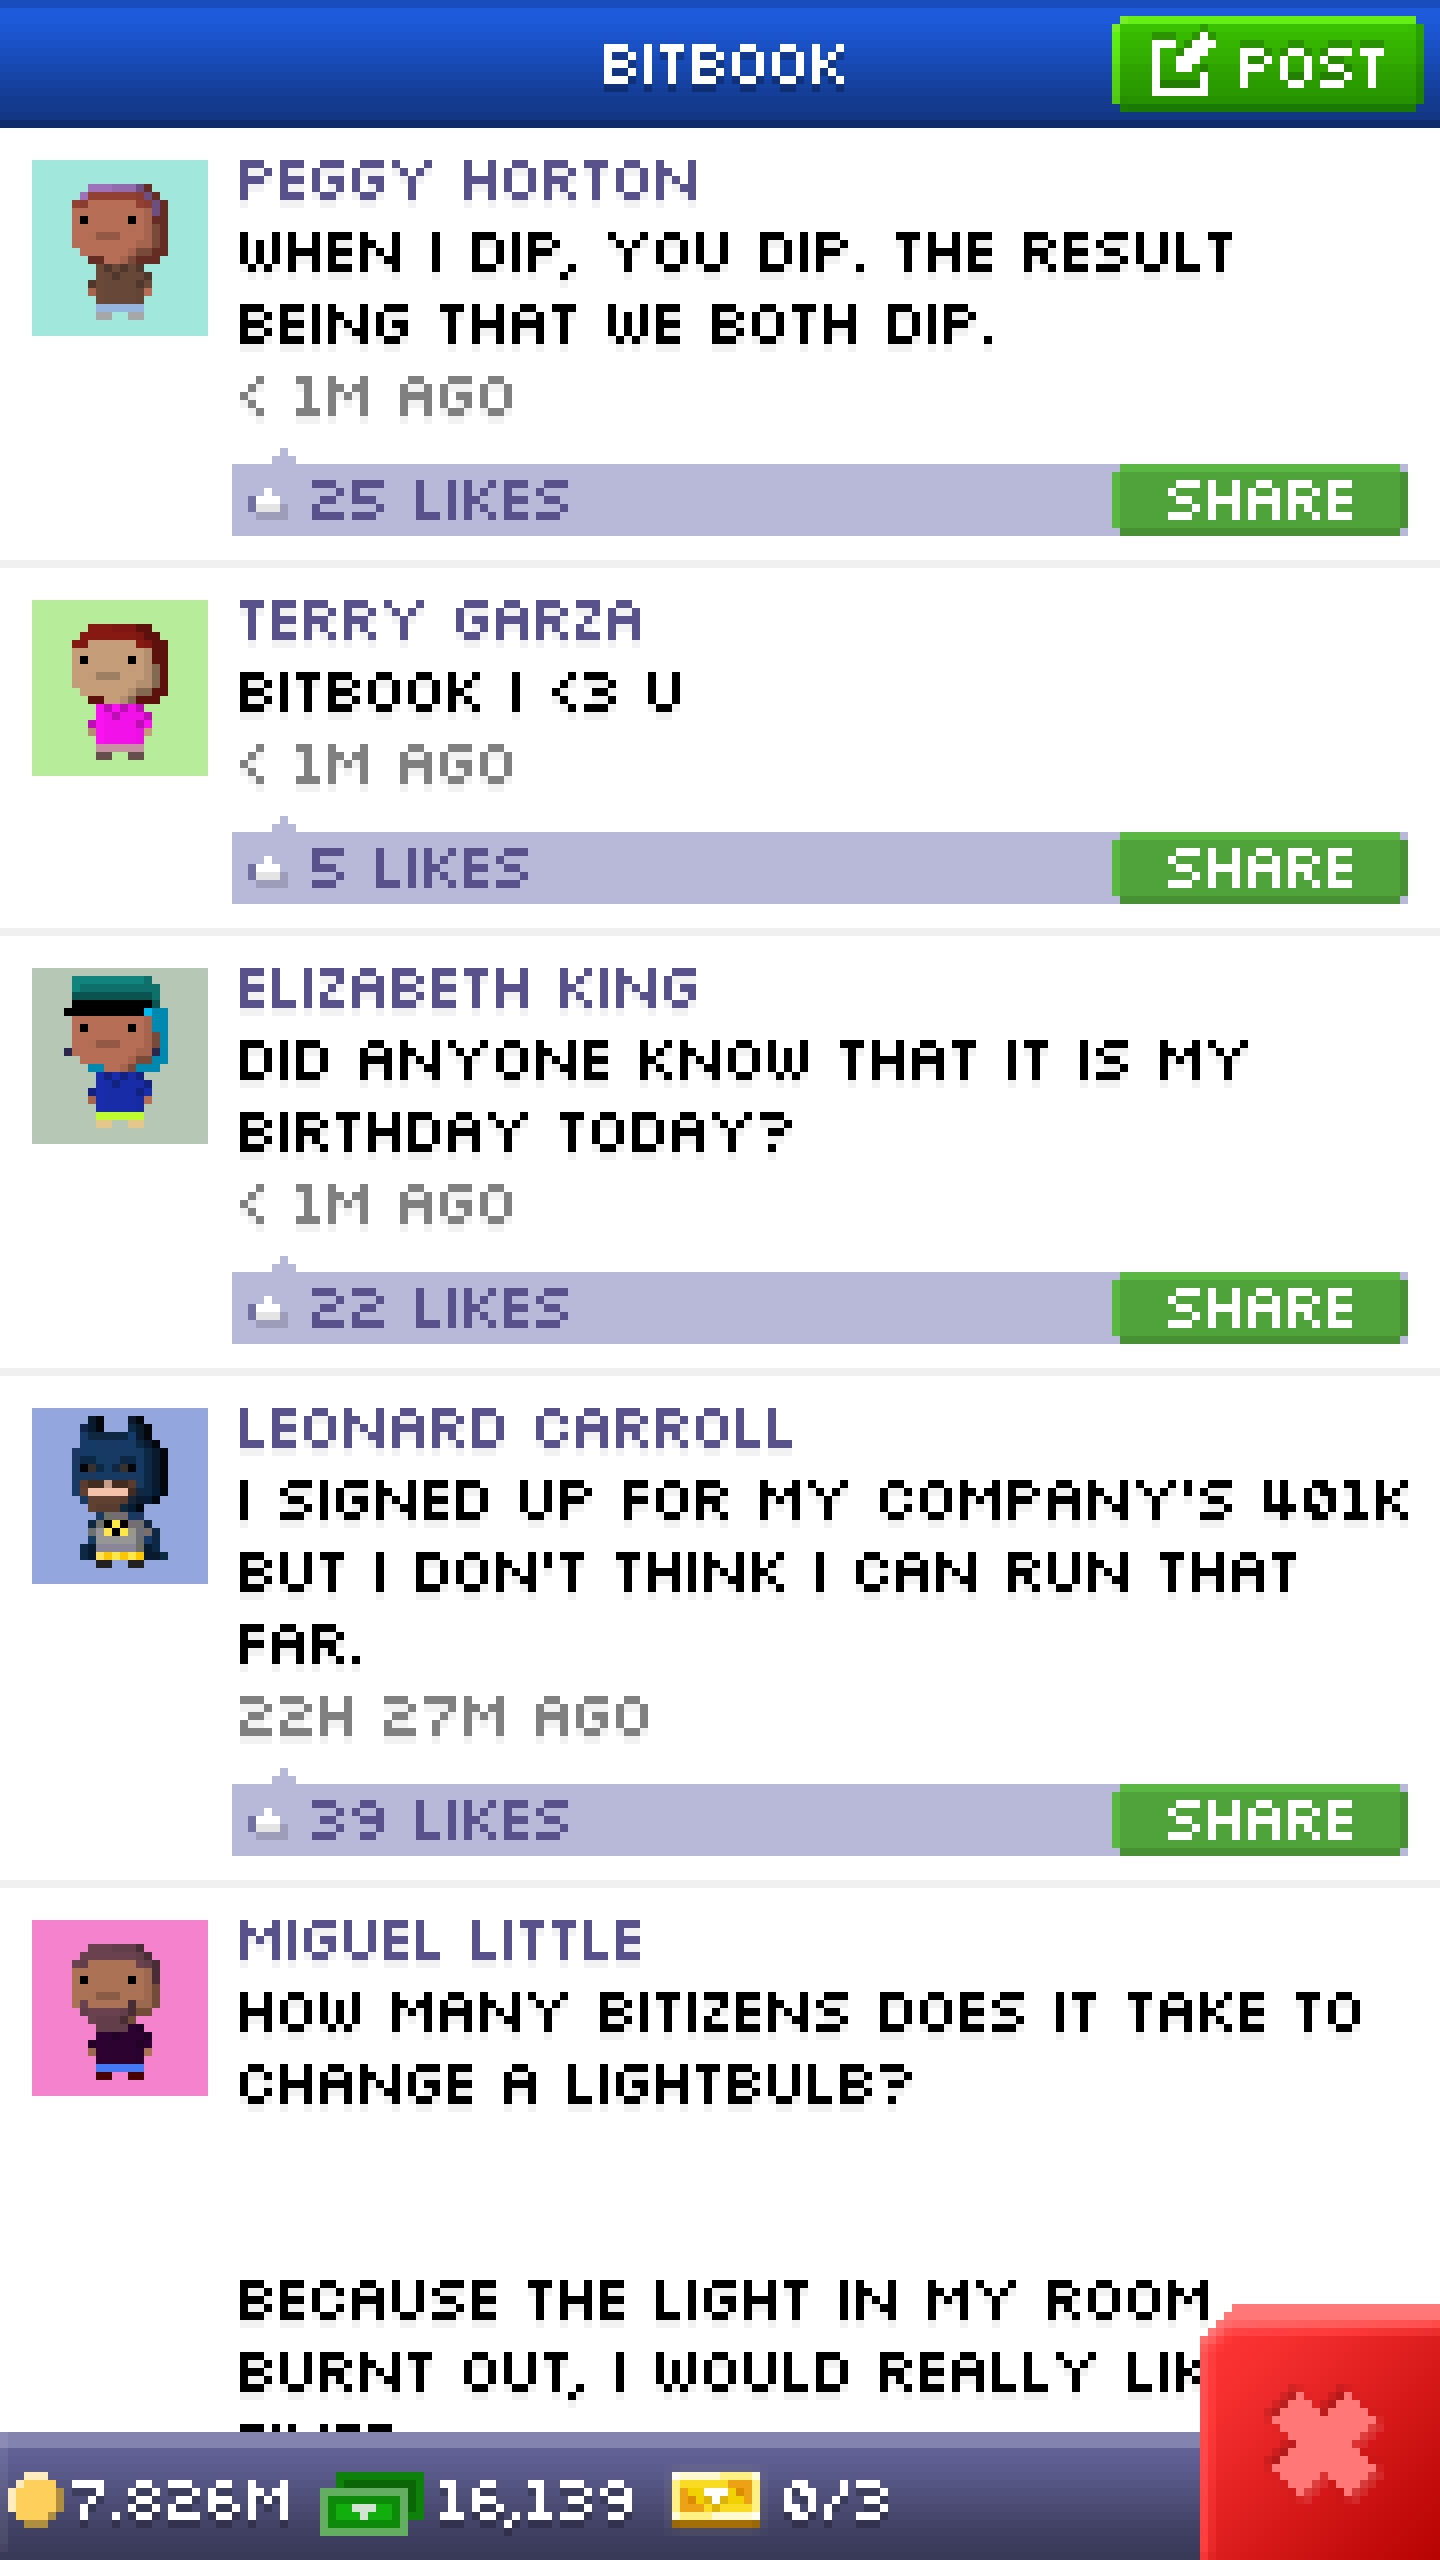 BITBOOK
POST
PEGGY HORTON
WHEN I DIP, YOU DIP. THE RESULT
BEING THAT WE BOTH DIP.
< 1M AGO
25 LIKES
SHARE
TERRY GARZA
BITBOOK I <3 U
< 1M AGO
5 LIKES
SHARE
ELIZABETH KING
DID ANYONE KNOW THAT IT IS MY
BIRTHDAY TODAY?
< 1M AGO
22 LIKES
SHARE
LEONARD CARROLL
I SIGNED UP FOR MY COMPANY'S 401K
BUT I DON'T THINK I CAN RUN THAT
FAR.
22H 27M AGO
39 LIKES
SHARE
MIGUEL LITTLE
HOW MANY BITIZENS DOES IT TAKE TO
CHANGE A LIGHTBULB?
BECAUSE THE LIGHT IN MY ROOM
BURNT OUT, I WOULD REALLY
7.826M
16,139
0/3